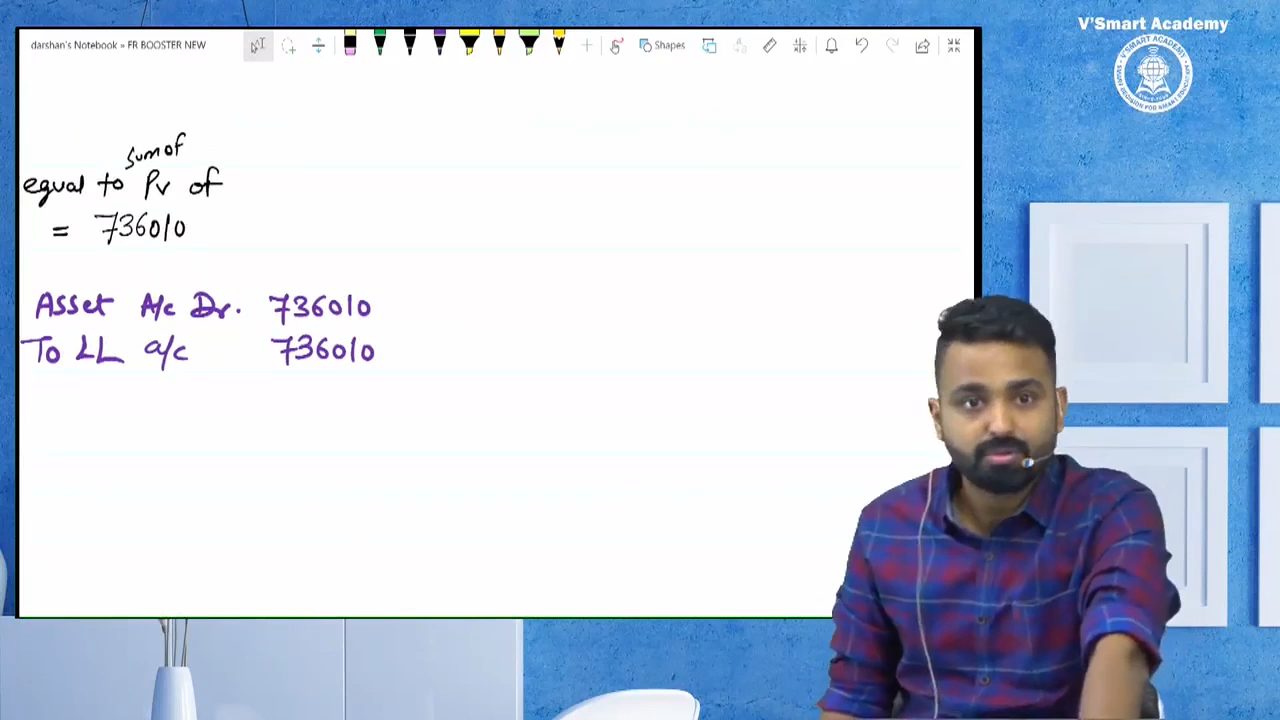 V'Smart Academy
darshan's Notebook » FR BOOSTER NEW
Shapes
sum of
equal to PV of
= 736010
Asset A/c Dr. 736010
To LL a/c 736010